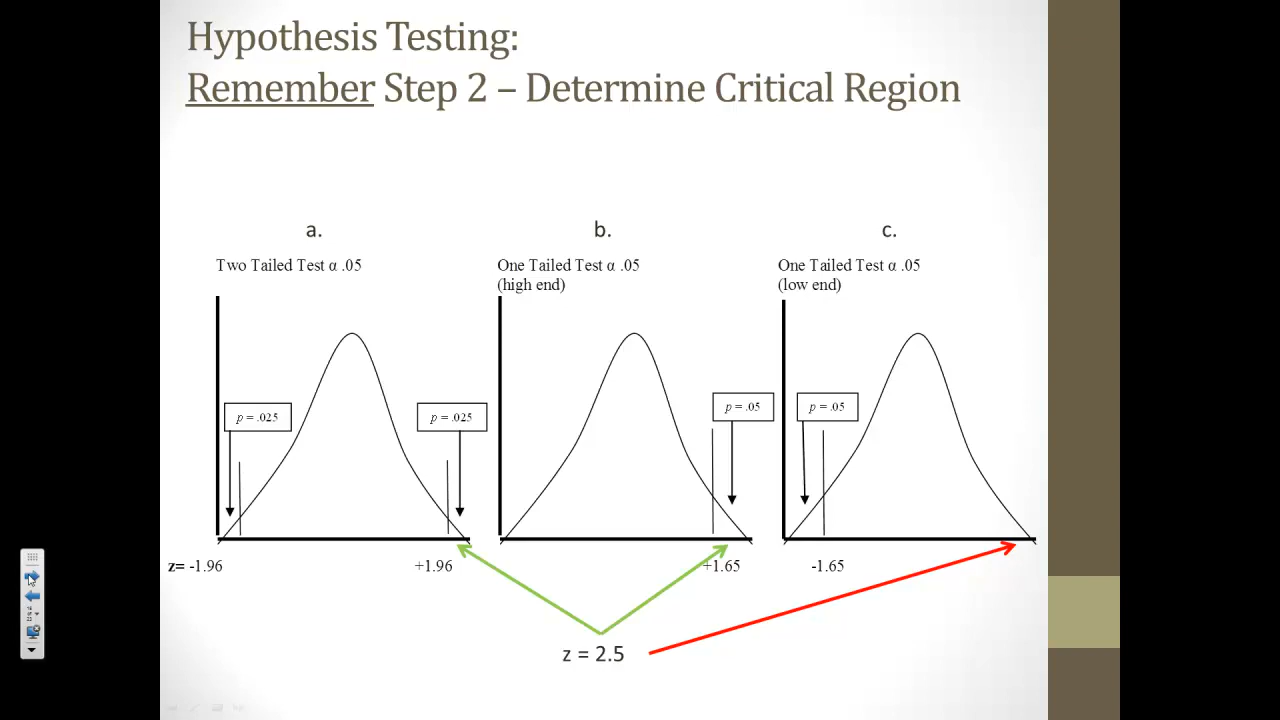 Hypothesis Testing:
Remember Step 2 – Determine Critical Region
a.
Two Tailed Test α .05
p = .025
p = .025
z= -1.96
+1.96
b.
One Tailed Test α .05
(high end)
p = .05
+1.65
c.
One Tailed Test α .05
(low end)
p = .05
-1.65
z = 2.5